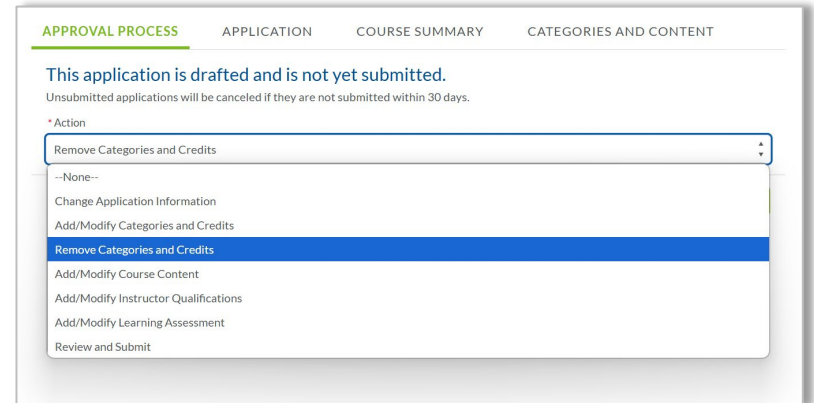 APPROVAL PROCESS APPLICATION COURSE SUMMARY CATEGORIES AND CONTENT
This application is drafted and is not yet submitted.
Unsubmitted applications will be canceled if they are not submitted within 30 days.
* Action
Remove Categories and Credits
--None--
Change Application Information
Add/Modify Categories and Credits
Remove Categories and Credits
Add/Modify Course Content
Add/Modify Instructor Qualifications
Add/Modify Learning Assessment
Review and Submit